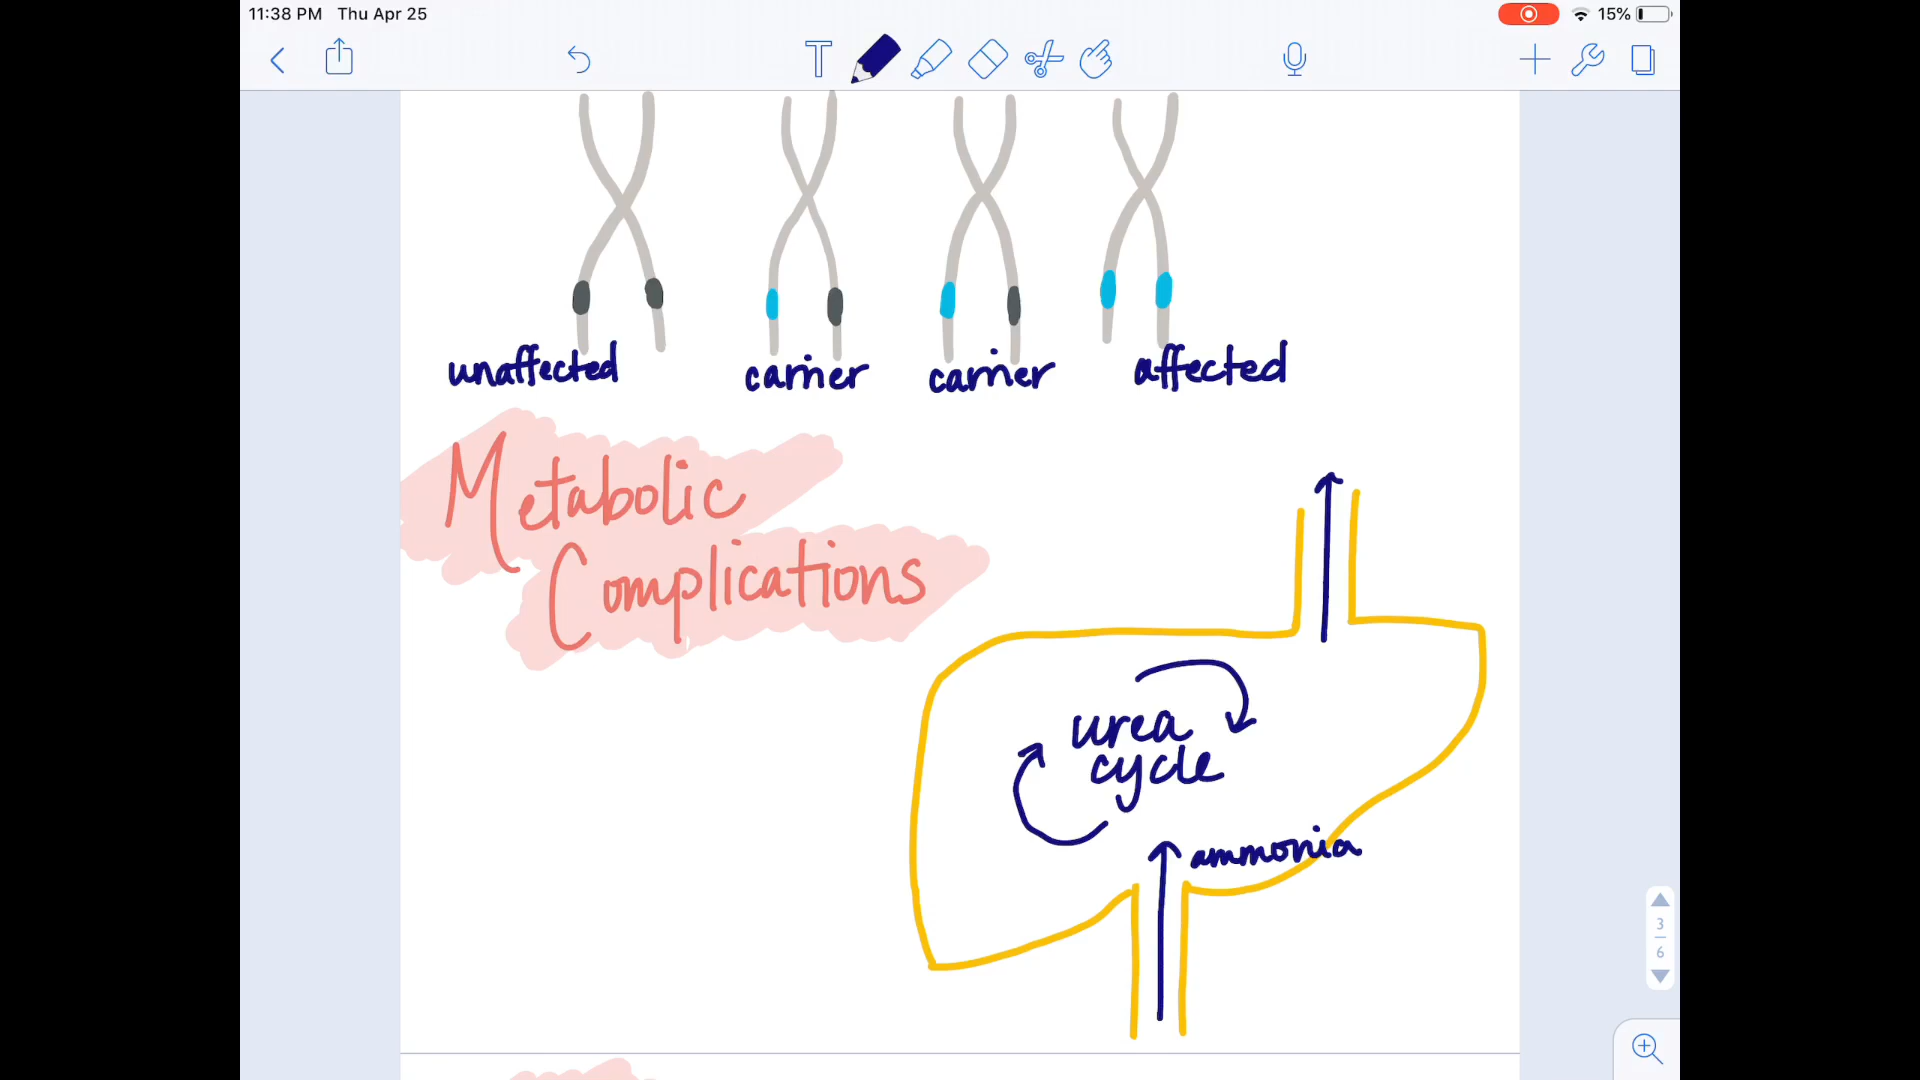 11:38 PM Thu Apr 25
15%
T
unaffected carrier carrier affected
Metabolic
Complications
urea
cycle
ammonia
3
6